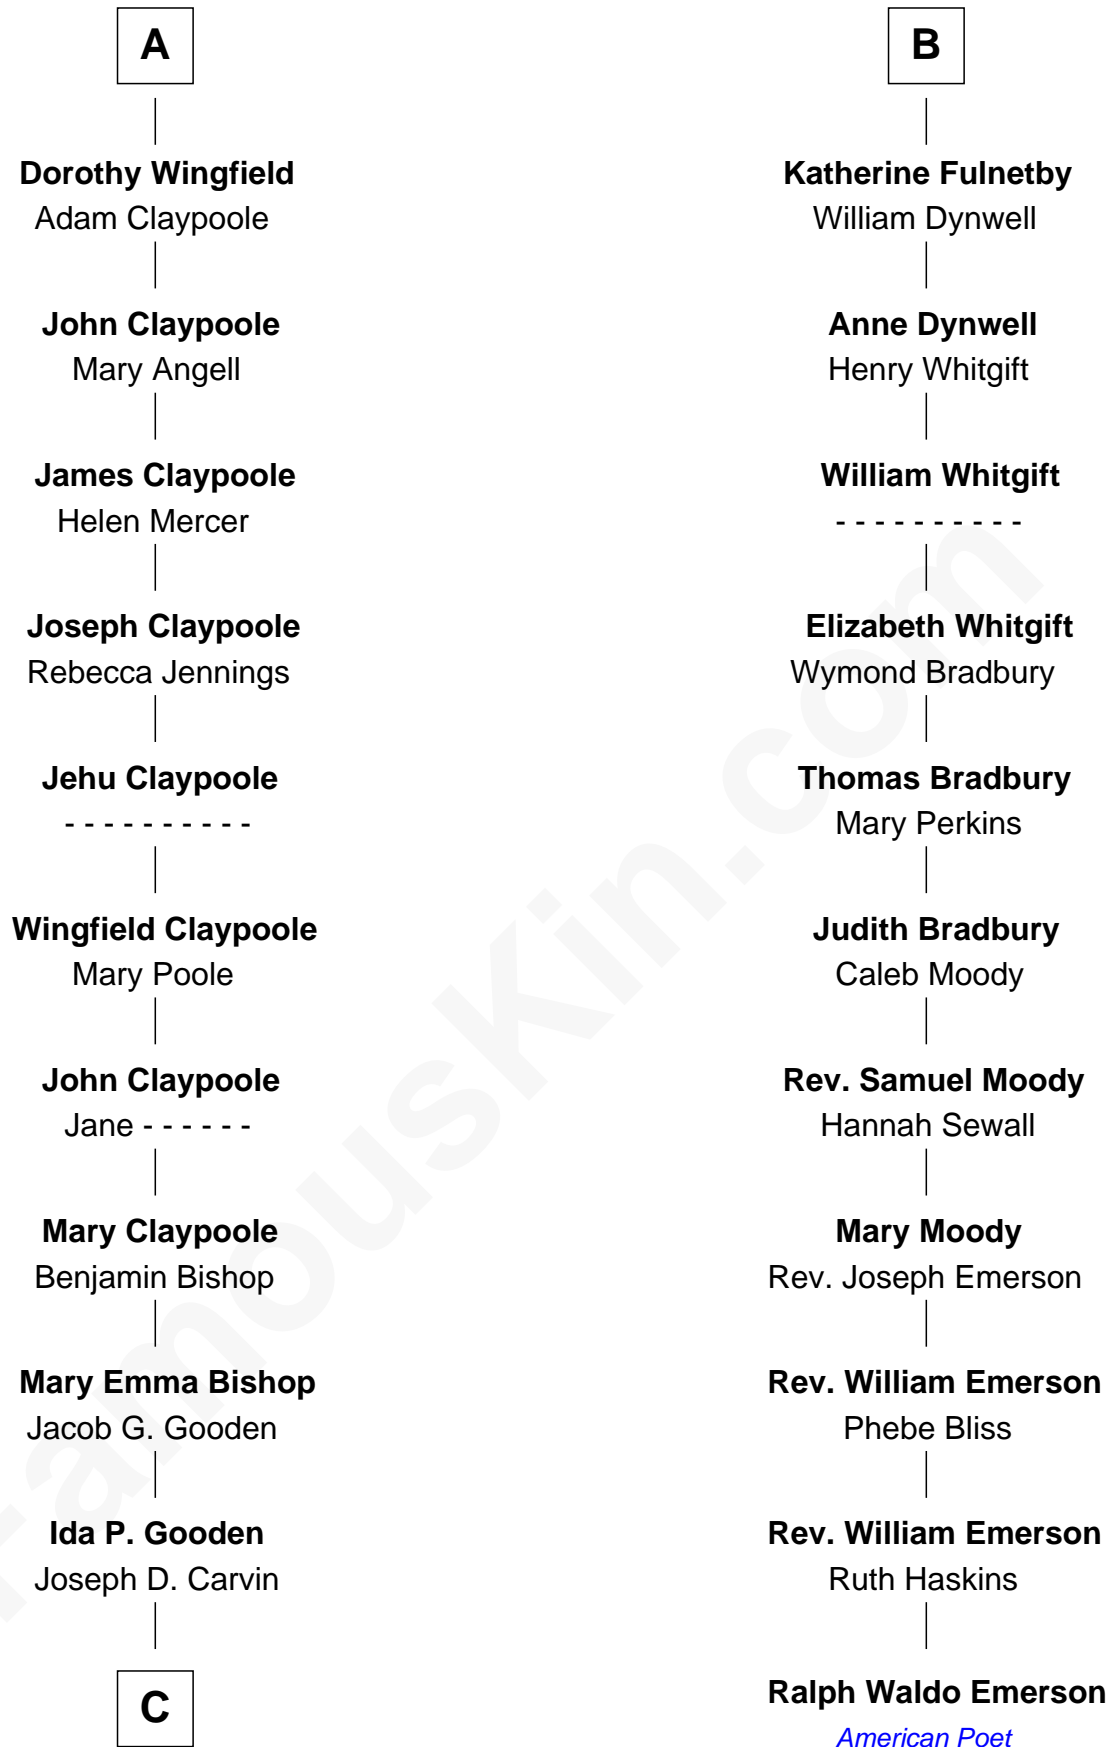 A
Dorothy Wingfield
Adam Claypoole
John Claypoole
Mary Angell
James Claypoole
Helen Mercer
Joseph Claypoole
Rebecca Jennings
Jehu Claypoole
- - - - - - - - - -
Wingfield Claypoole
Mary Poole
John Claypoole
Jane - - - - - -
Mary Claypoole
Benjamin Bishop
Mary Emma Bishop
Jacob G. Gooden
Ida P. Gooden
Joseph D. Carvin
C
B
Katherine Fulnetby
William Dynwell
Anne Dynwell
Henry Whitgift
William Whitgift
- - - - - - - - - -
Elizabeth Whitgift
Wymond Bradbury
Thomas Bradbury
Mary Perkins
Judith Bradbury
Caleb Moody
Rev. Samuel Moody
Hannah Sewall
Mary Moody
Rev. Joseph Emerson
Rev. William Emerson
Phebe Bliss
Rev. William Emerson
Ruth Haskins
Ralph Waldo Emerson
American Poet
FamousKin.com